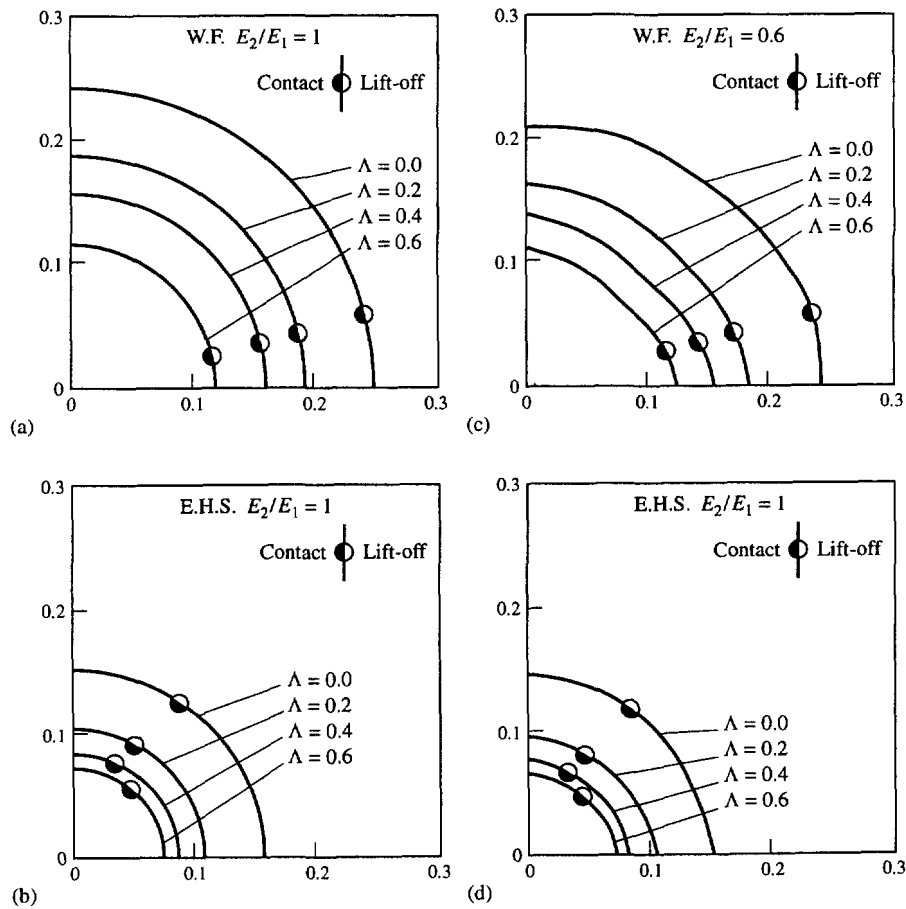 0.3
W.F. E₂/E₁ = 1
Contact Lift-off
0.2
Λ = 0.0
Λ = 0.2
Λ = 0.4
Λ = 0.6
0.1
0
0 0.1 0.2 0.3
(a)
0.3
W.F. E₂/E₁ = 0.6
Contact Lift-off
0.2
Λ = 0.0
Λ = 0.2
Λ = 0.4
Λ = 0.6
0.1
0
0 0.1 0.2 0.3
(c)
0.3
E.H.S. E₂/E₁ = 1
Contact Lift-off
0.2
Λ = 0.0
Λ = 0.2
Λ = 0.4
Λ = 0.6
0.1
0
0 0.1 0.2 0.3
(b)
0.3
E.H.S. E₂/E₁ = 1
Contact Lift-off
0.2
Λ = 0.0
Λ = 0.2
Λ = 0.4
Λ = 0.6
0.1
0
0 0.1 0.2 0.3
(d)